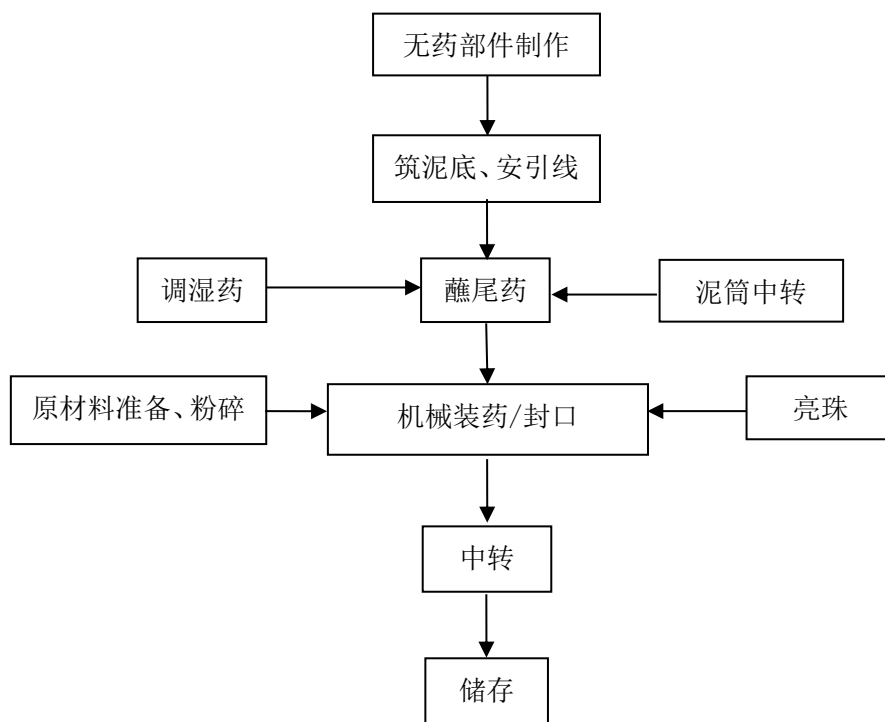 无药部件制作
筑泥底、安引线
调湿药
蘸尾药
泥筒中转
原材料准备、粉碎
机械装药/封口
亮珠
中转
储存